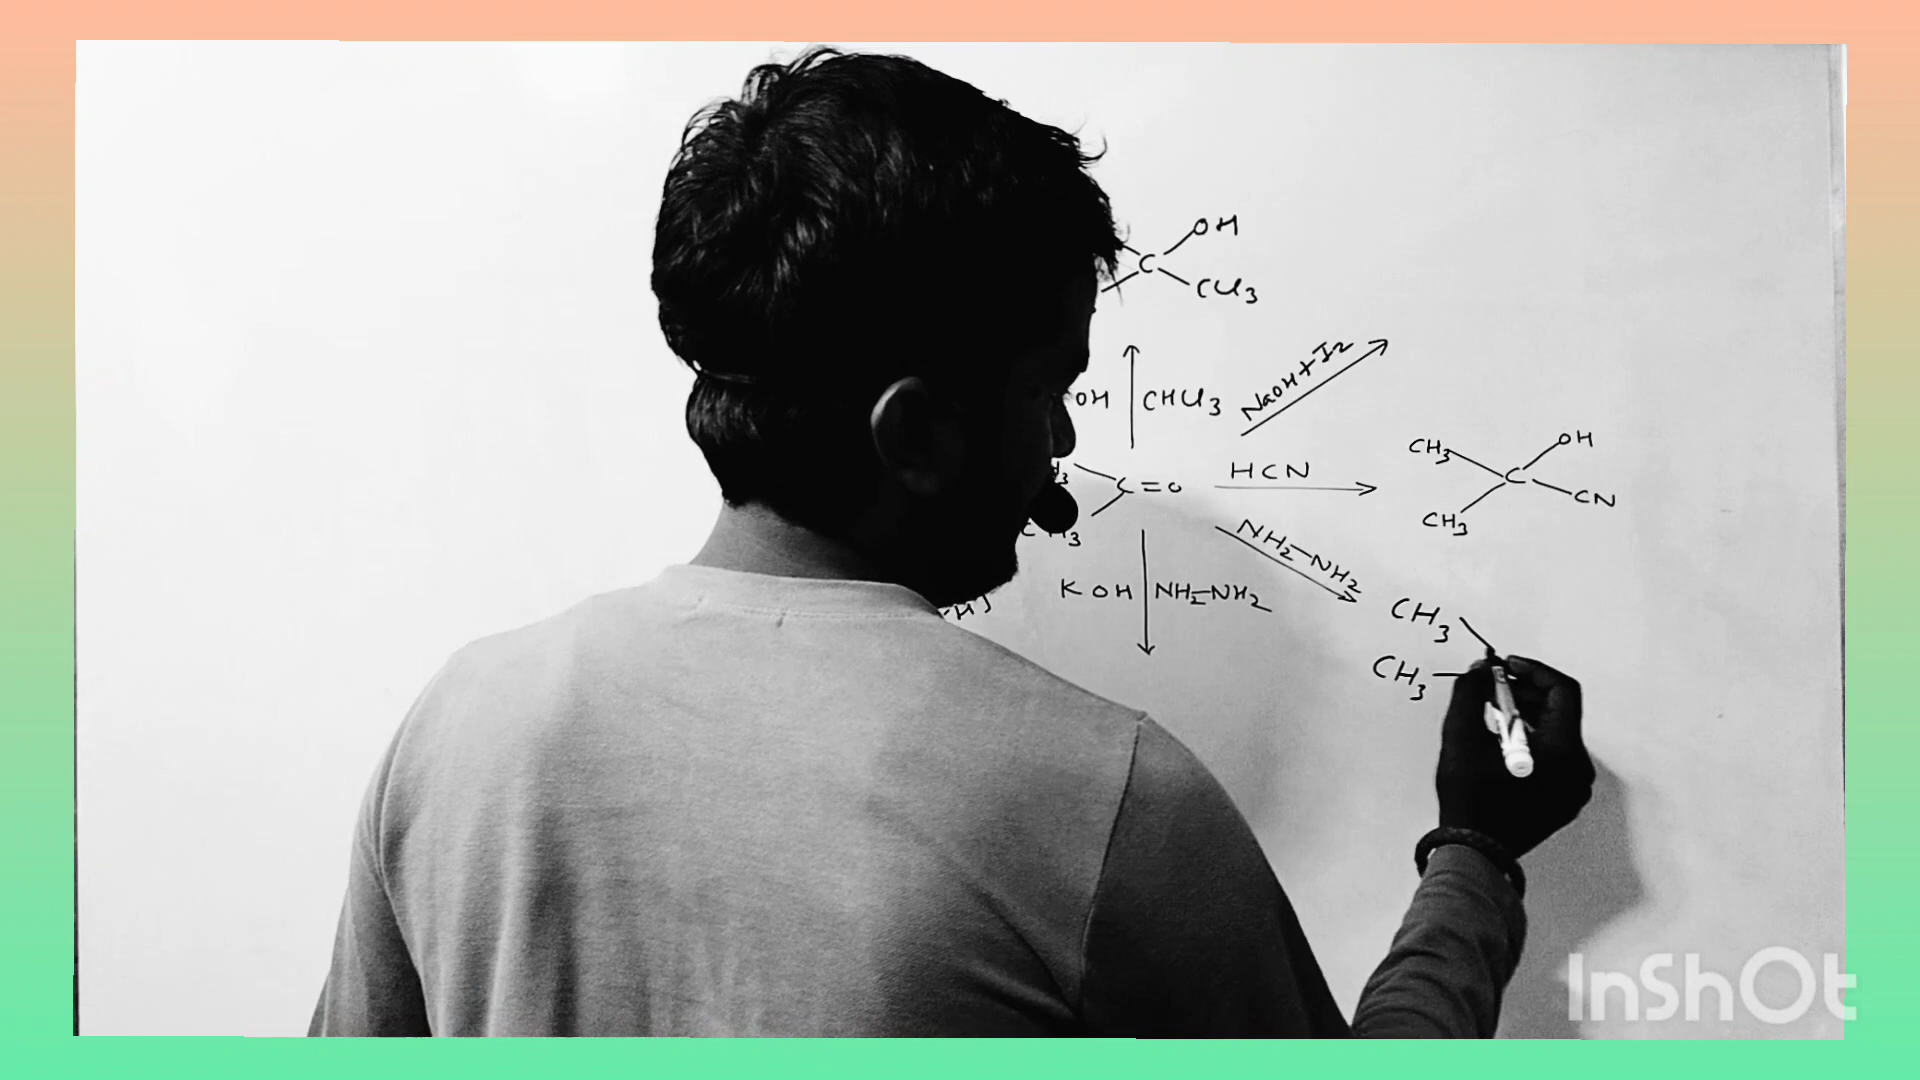 OH
C
CCl3
NaOH + I2
OH CHCl3
CH3 OH
HCN
C
C=O
CN
CH3
CH3
NH2-NH2
KOH NH2-NH2
CH3
CH3
InShOt